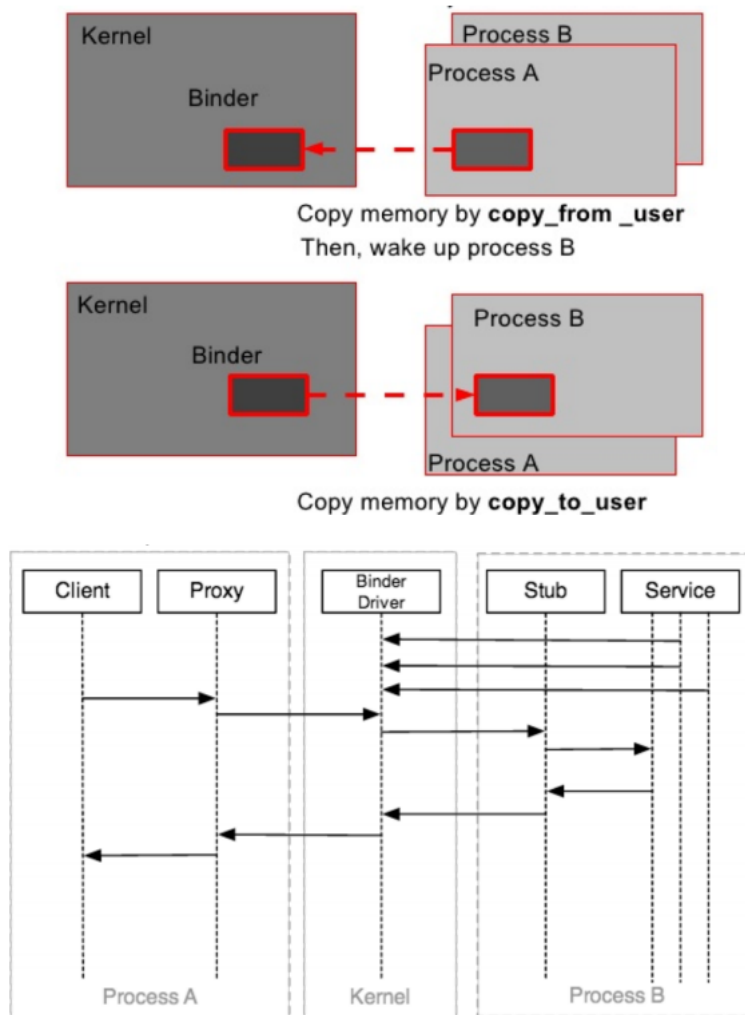 Kernel
Process B
Process A
Binder
Copy memory by copy_from _user
Then, wake up process B
Kernel
Process B
Binder
Process A
Copy memory by copy_to_user
Client
Proxy
Binder
Driver
Stub
Service
Process A
Kernel
Process B